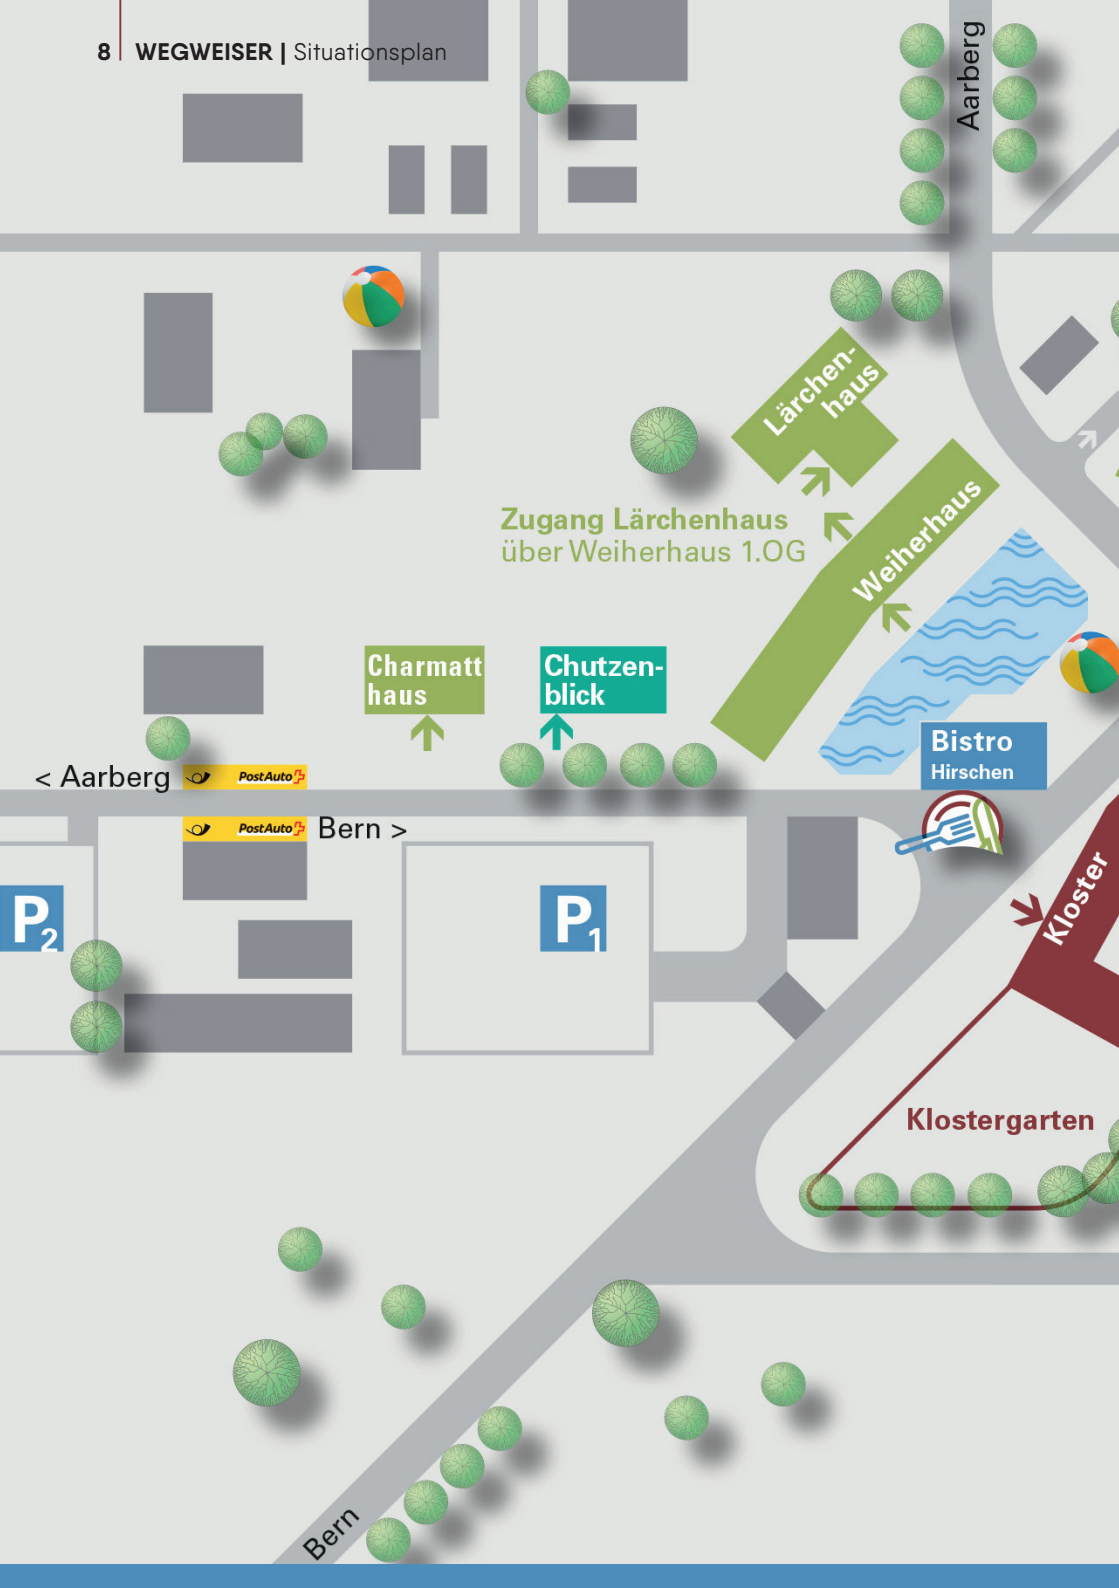 8 WEGWEISER | Situationsplan
Aarberg
Lärchen-
haus
Zugang Lärchenhaus
über Weiherhaus 1.OG
Weiherhaus
Charmatt
haus
Chutzen-
blick
Bistro
Hirschen
< Aarberg PostAuto
PostAuto Bern >
P2
P1
Kloster
Klostergarten
Bern